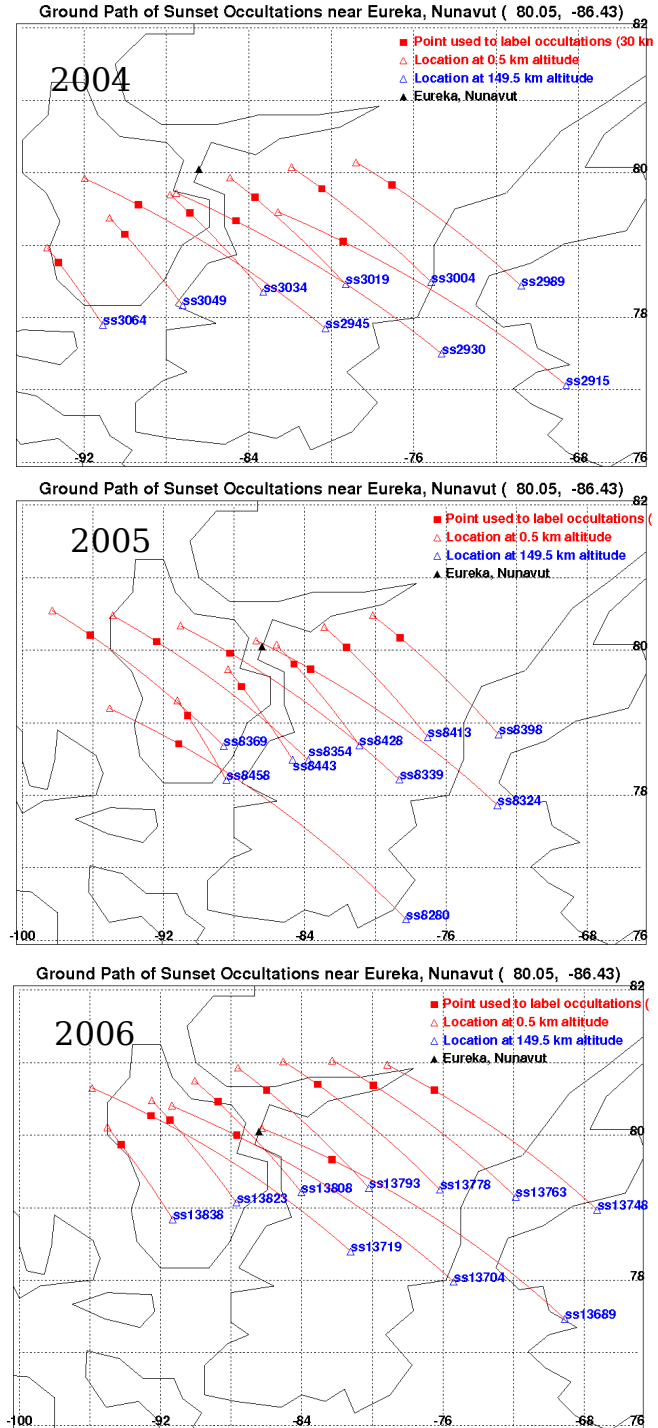 Ground Path of Sunset Occultations near Eureka, Nunavut ( 80.05, -86.43)
82
2004
Point used to label occultations (30 kn
Location at 0.5 km altitude
Location at 149.5 km altitude
Eureka, Nunavut
80
ss3034
ss3019
ss3004
ss2989
ss3049
78
ss3064
ss2945
ss2930
ss2915
-92
-84
-76
-68
76
Ground Path of Sunset Occultations near Eureka, Nunavut ( 80.05, -86.43)
82
2005
Point used to label occultations (
Location at 0.5 km altitude
Location at 149.5 km altitude
Eureka, Nunavut
80
ss8369
ss8354
ss8428
ss8413
ss8398
ss8443
ss8458
ss8339
78
ss8324
ss8280
-100
-92
-84
-76
-68
76
Ground Path of Sunset Occultations near Eureka, Nunavut ( 80.05, -86.43)
82
2006
Point used to label occultations (
Location at 0.5 km altitude
Location at 149.5 km altitude
Eureka, Nunavut
80
ss13808
ss13793
ss13778
ss13763
ss13823
ss13748
ss13838
ss13719
78
ss13704
ss13689
-100
-92
-84
-76
-68
76